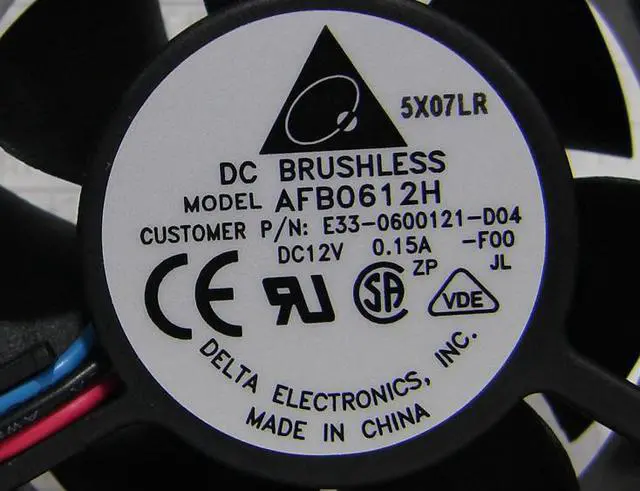 5X07LR
DC BRUSHLESS
MODEL AFB0612H
CUSTOMER P/N: E33-0600121-D04
DC12V 0.15A -F00
ZP JL
CE RU SA VDE
DELTA ELECTRONICS, INC.
MADE IN CHINA